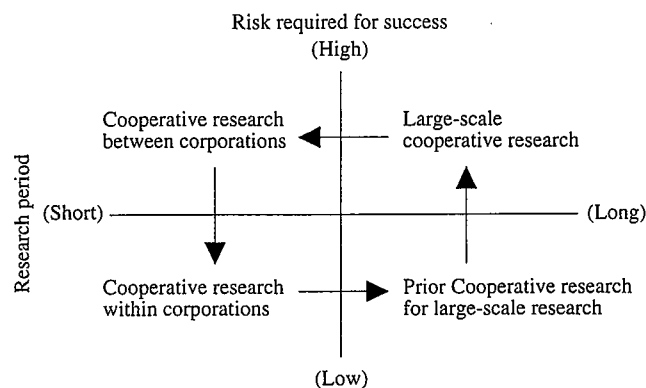 Risk required for success
(High)
Cooperative research
between corporations
Large-scale
cooperative research
Research period
(Short)
(Long)
Cooperative research
within corporations
Prior Cooperative research
for large-scale research
(Low)